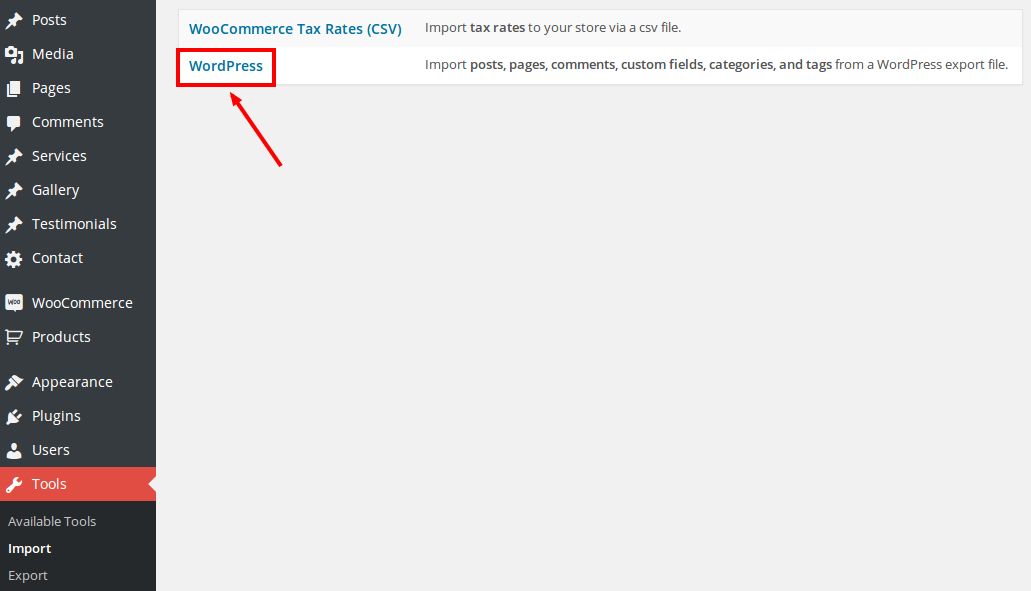 Posts
Media
Pages
Comments
Services
Gallery
Testimonials
Contact
WOO WooCommerce
Products
Appearance
Plugins
Users
Tools
Available Tools
Import
Export
WooCommerce Tax Rates (CSV) Import tax rates to your store via a csv file.
WordPress Import posts, pages, comments, custom fields, categories, and tags from a WordPress export file.